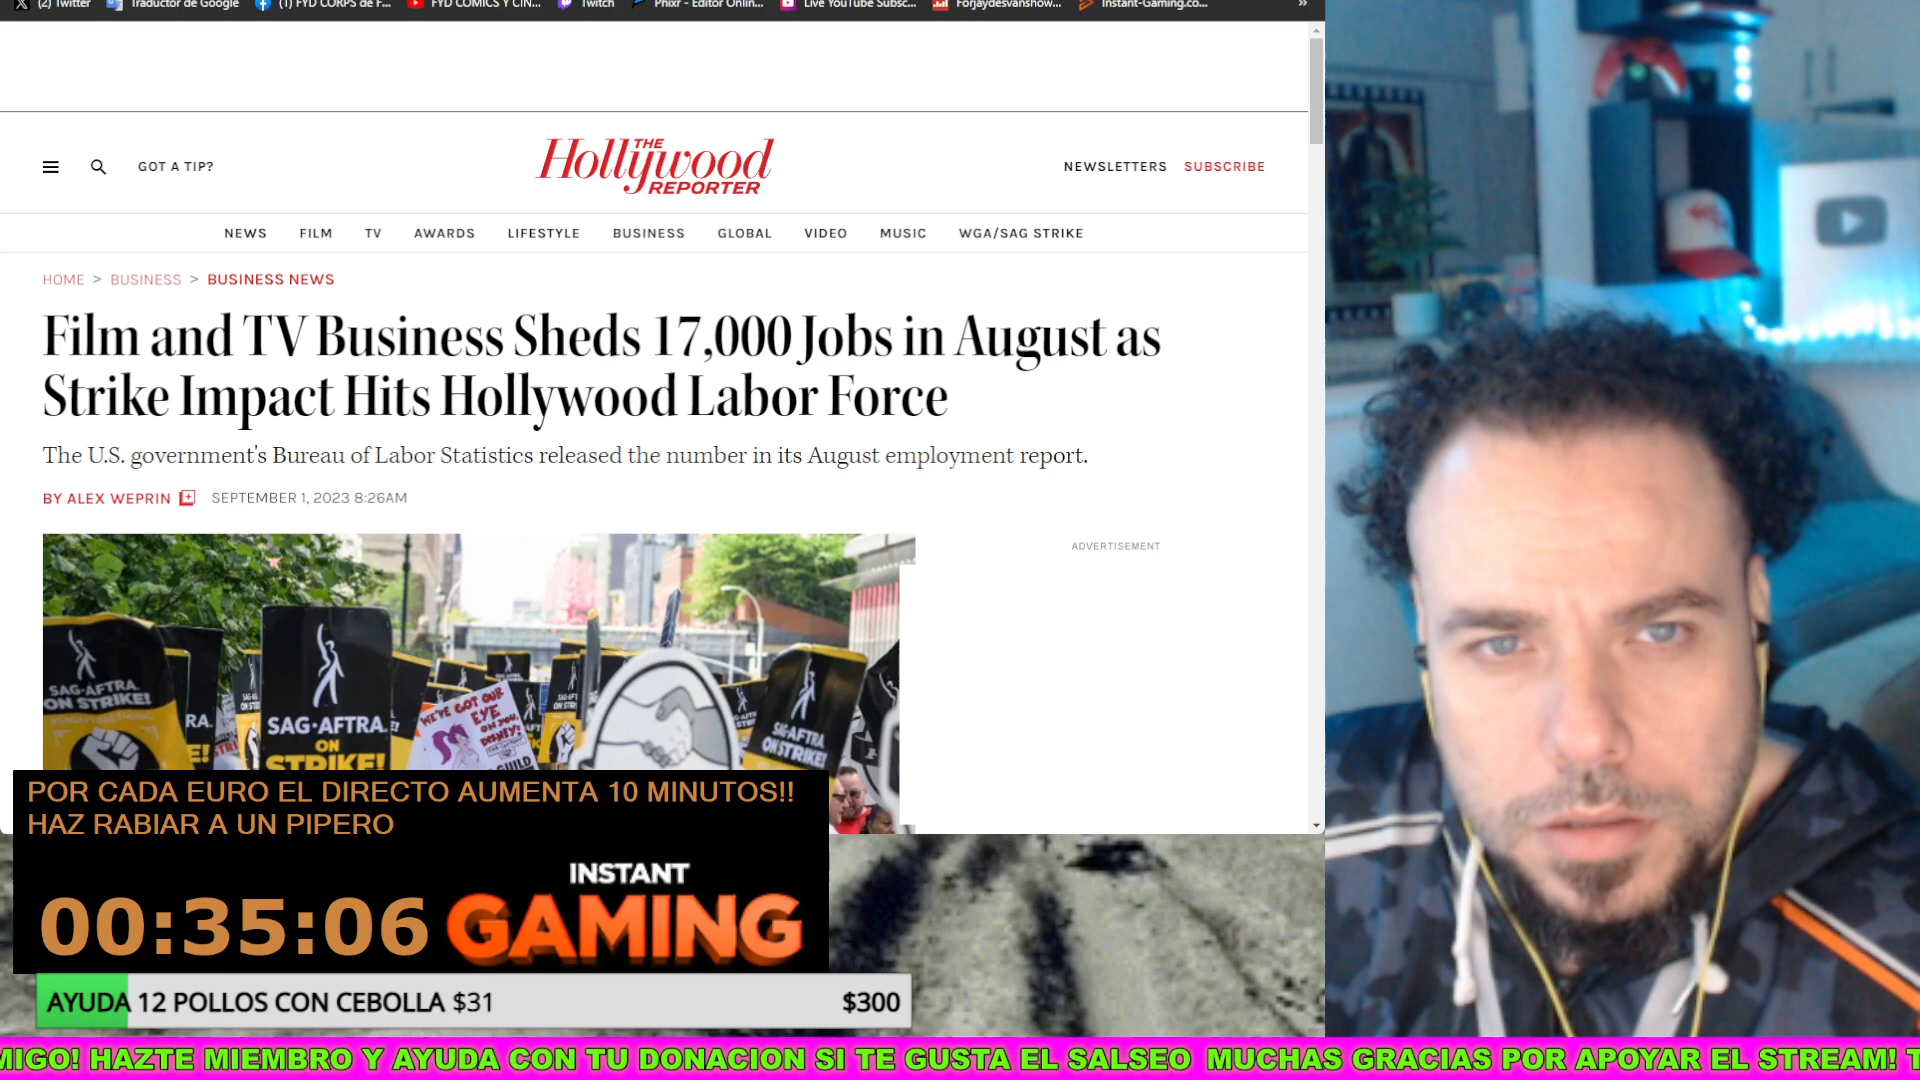 (2) Twitter
Traductor de Google
(1) FYD CORPS de F...
FYD COMICS Y CIN...
Twitch
Phixr - Editor Onlin...
Live YouTube Subsc...
Forjaydesvanshow...
Instant-Gaming.co...
GOT A TIP?
THE
Hollywood
REPORTER
NEWSLETTERS
SUBSCRIBE
NEWS
FILM
TV
AWARDS
LIFESTYLE
BUSINESS
GLOBAL
VIDEO
MUSIC
WGA/SAG STRIKE
HOME > BUSINESS > BUSINESS NEWS
Film and TV Business Sheds 17,000 Jobs in August as
Strike Impact Hits Hollywood Labor Force
The U.S. government's Bureau of Labor Statistics released the number in its August employment report.
BY ALEX WEPRIN
SEPTEMBER 1, 2023 8:26AM
ADVERTISEMENT
SAG-AFTRA
ON STRIKE!
SAG·AFTRA
ON
STRIKE!
WE'VE GOT OUR
EYE
ON YOU,
DISNEY!
SAG-AFTRA
ON STRIKE!
POR CADA EURO EL DIRECTO AUMENTA 10 MINUTOS!!
HAZ RABIAR A UN PIPERO
00:35:06
INSTANT
GAMING
AYUDA 12 POLLOS CON CEBOLLA $31
$300
MIGO! HAZTE MIEMBRO Y AYUDA CON TU DONACION SI TE GUSTA EL SALSEO MUCHAS GRACIAS POR APOYAR EL STREAM! T